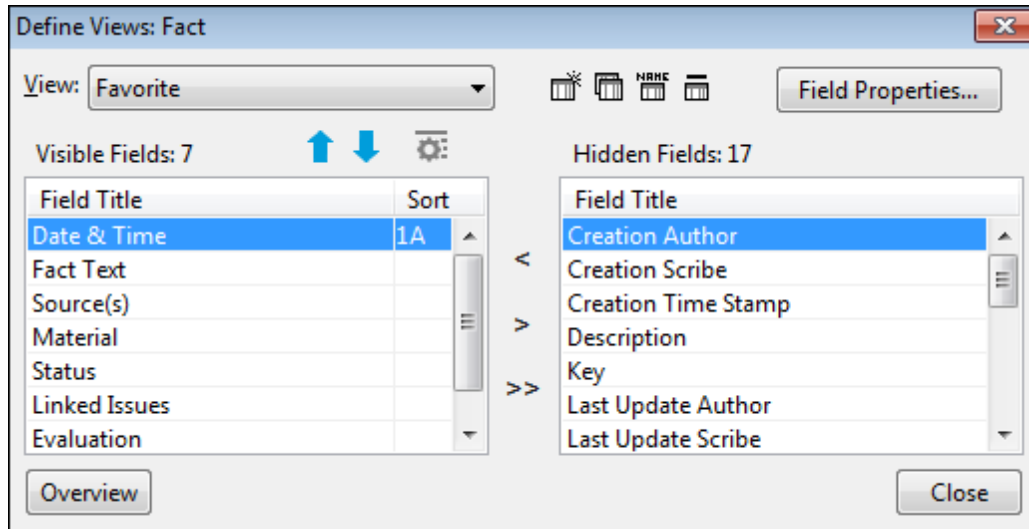 Define Views: Fact
View: Favorite
NAME
Field Properties...
Visible Fields: 7
Hidden Fields: 17
Field Title Sort
Field Title
Date & Time 1A
Creation Author
Fact Text
Creation Scribe
Source(s)
Creation Time Stamp
Material
Description
Status
Key
Linked Issues
Last Update Author
Evaluation
Last Update Scribe
<
>
>>
Overview
Close